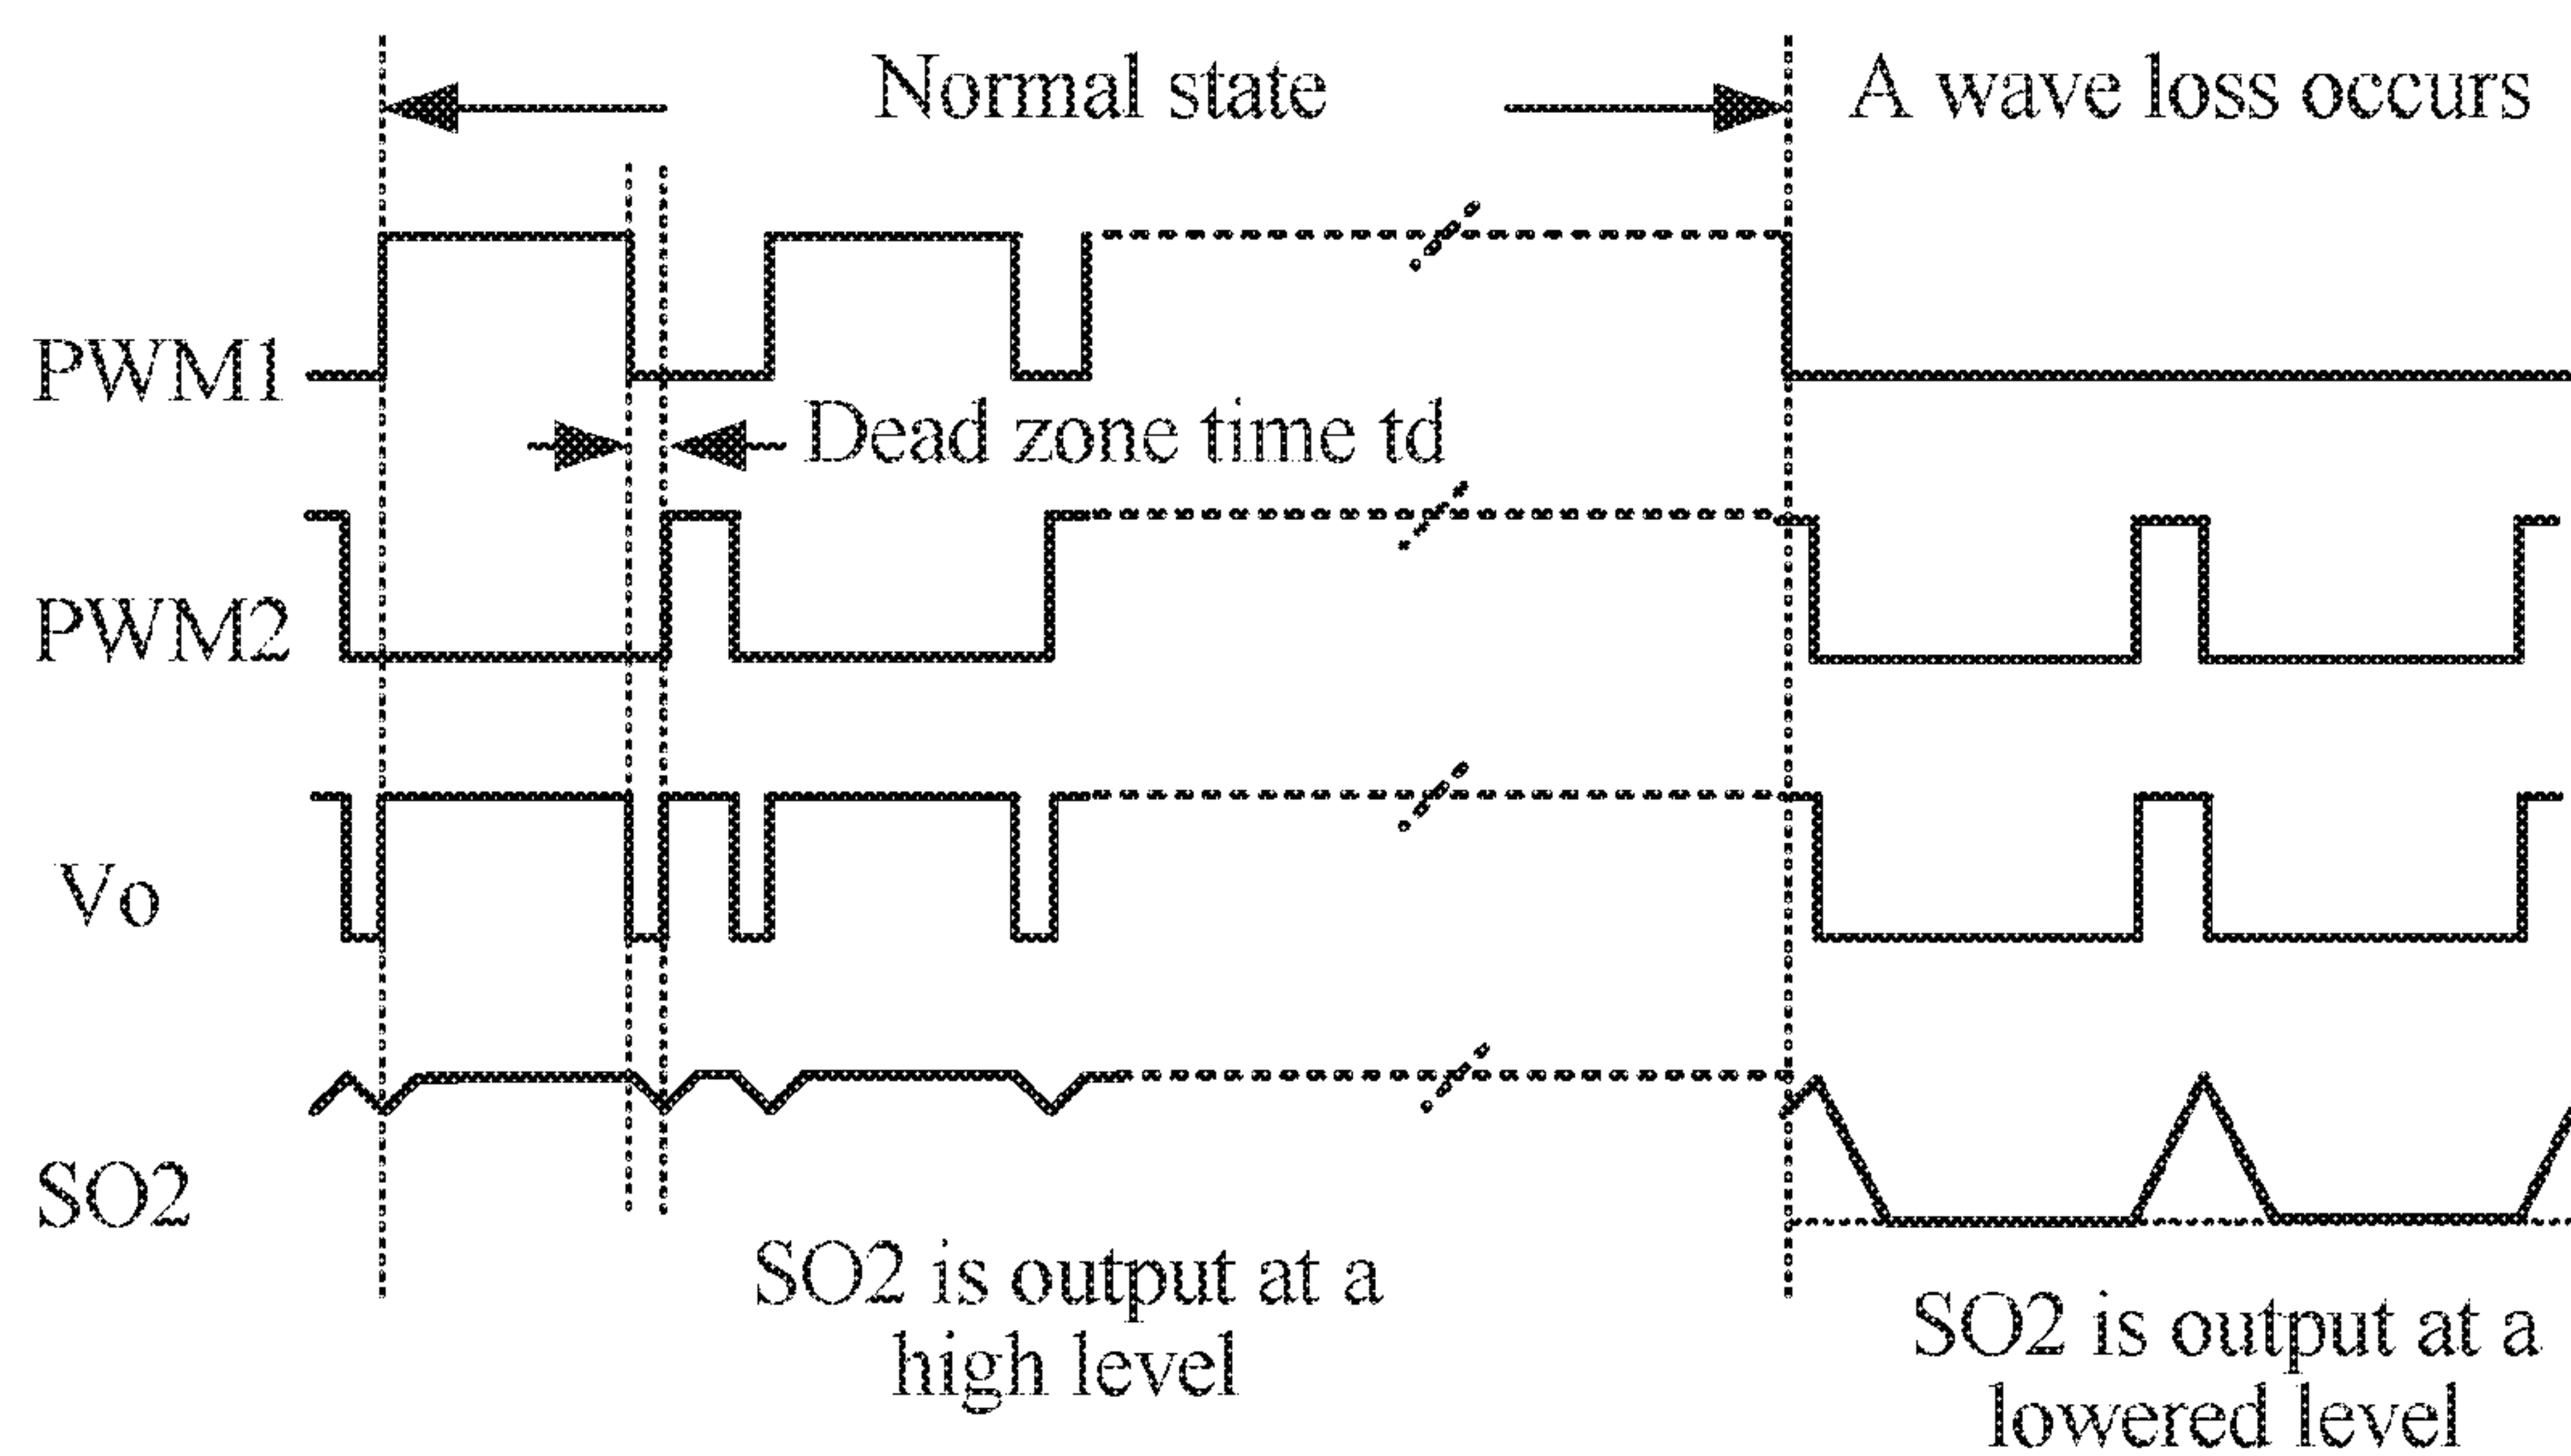 Normal state
A wave loss occurs
PWM1
Dead zone time td
PWM2
Vo
SO2
SO2 is output at a
high level
SO2 is output at a
lowered level